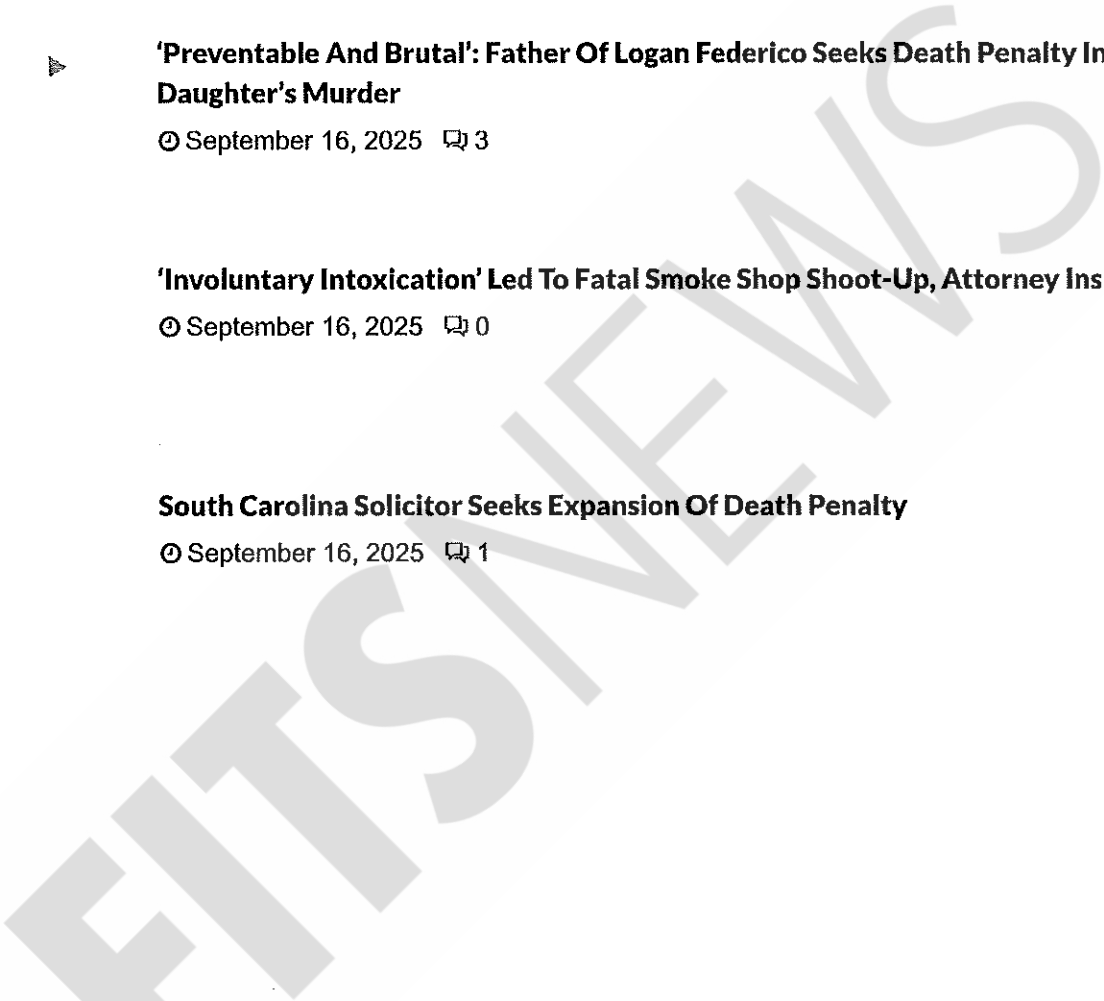 ‘Preventable And Brutal’: Father Of Logan Federico Seeks Death Penalty In
Daughter’s Murder
September 16, 2025 3
‘Involuntary Intoxication’ Led To Fatal Smoke Shop Shoot-Up, Attorney Ins
September 16, 2025 0
South Carolina Solicitor Seeks Expansion Of Death Penalty
September 16, 2025 1
FITSNEWS